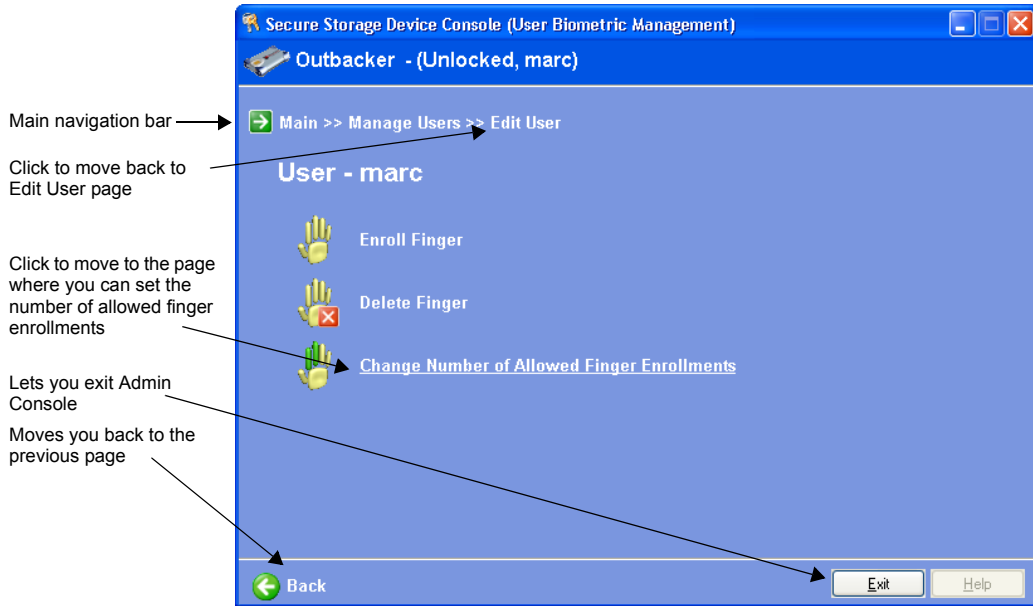 Secure Storage Device Console (User Biometric Management)
Outbacker - (Unlocked, marc)
Main navigation bar
Main >> Manage Users >> Edit User
Click to move back to
Edit User page
User - marc
Enroll Finger
Click to move to the page
where you can set the
number of allowed finger
enrollments
Delete Finger
Change Number of Allowed Finger Enrollments
Lets you exit Admin
Console
Moves you back to the
previous page
Back
Exit
Help